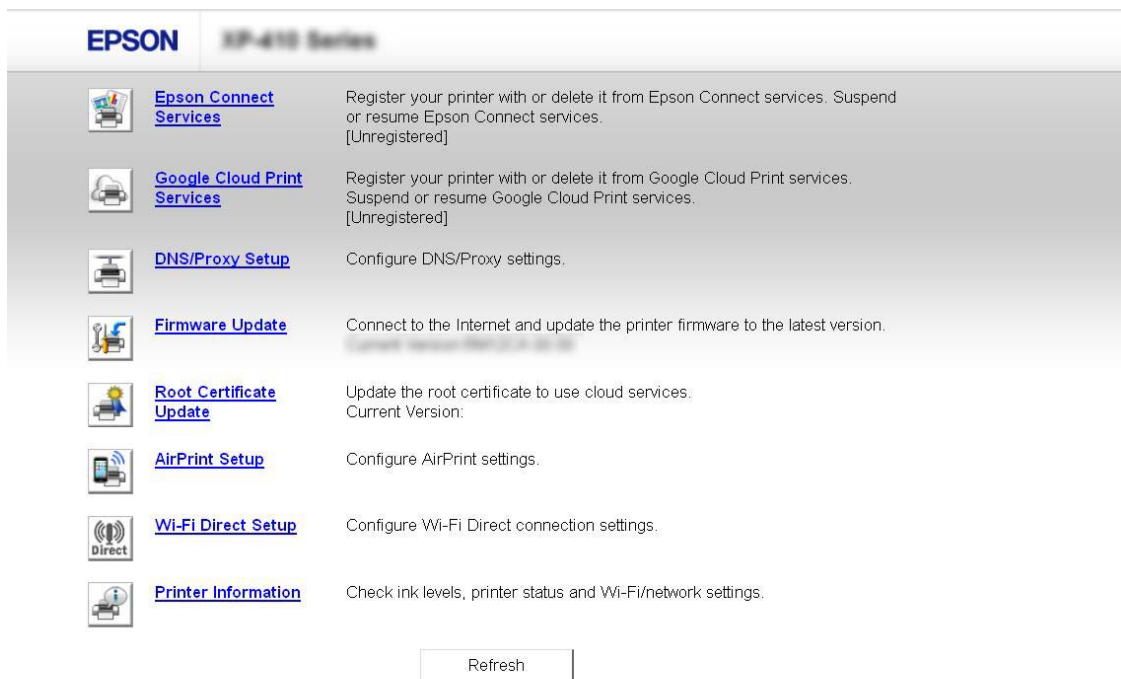 EPSON
XP-410 Series
Epson Connect
Services
Register your printer with or delete it from Epson Connect services. Suspend
or resume Epson Connect services.
[Unregistered]
Google Cloud Print
Services
Register your printer with or delete it from Google Cloud Print services.
Suspend or resume Google Cloud Print services.
[Unregistered]
DNS/Proxy Setup
Configure DNS/Proxy settings.
Firmware Update
Connect to the Internet and update the printer firmware to the latest version.
Root Certificate
Update
Update the root certificate to use cloud services.
Current Version:
AirPrint Setup
Configure AirPrint settings.
Direct
Wi-Fi Direct Setup
Configure Wi-Fi Direct connection settings.
Printer Information
Check ink levels, printer status and Wi-Fi/network settings.
Refresh